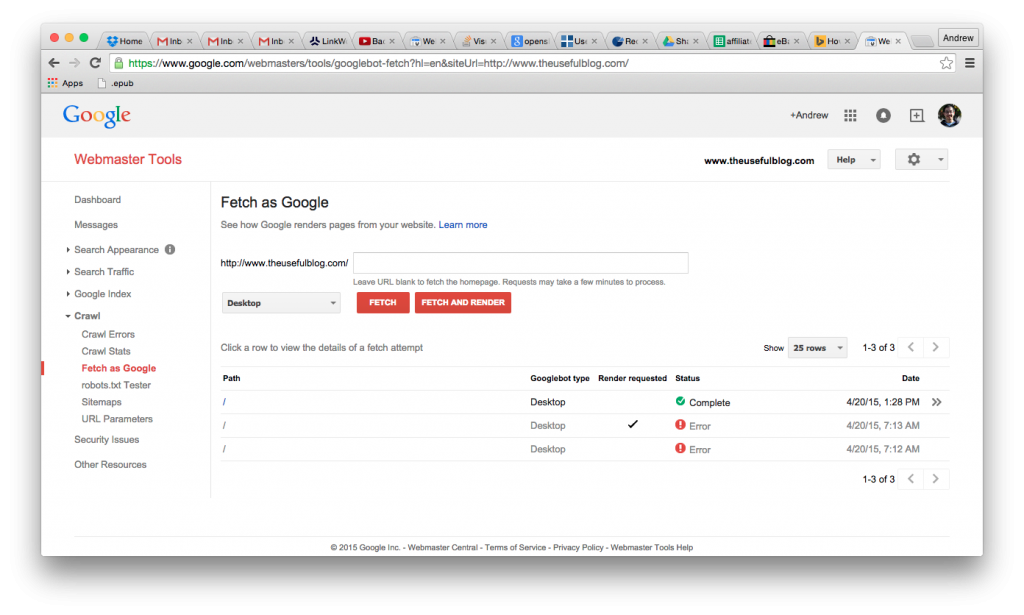 Home Inb Inb Inb LinkW Ba We Vis opens Us Rec Sh affiliat eB Ho We Andrew
https://www.google.com/webmasters/tools/googlebot-fetch?hl=en&siteUrl=http://www.theusefulblog.com/
Apps .epub
Google +Andrew
Webmaster Tools www.theusefulblog.com Help
Dashboard
Messages
Search Appearance
Search Traffic
Google Index
Crawl
Crawl Errors
Crawl Stats
Fetch as Google
robots.txt Tester
Sitemaps
URL Parameters
Security Issues
Other Resources
Fetch as Google
See how Google renders pages from your website. Learn more
http://www.theusefulblog.com/
Leave URL blank to fetch the homepage. Requests may take a few minutes to process.
Desktop FETCH FETCH AND RENDER
Click a row to view the details of a fetch attempt Show 25 rows 1-3 of 3
Path Googlebot type Render requested Status Date
/ Desktop Complete 4/20/15, 1:28 PM
/ Desktop ✓ Error 4/20/15, 7:13 AM
/ Desktop Error 4/20/15, 7:12 AM
1-3 of 3
© 2015 Google Inc. - Webmaster Central - Terms of Service - Privacy Policy - Webmaster Tools Help